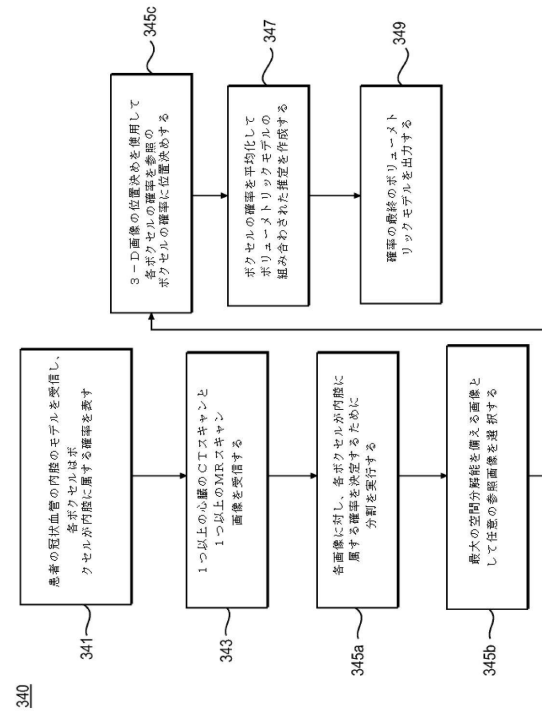 340
341
患者の冠状血管の内腔のモデルを受信し、
各ボクセルはボ
クセルが内腔に属する確率を表す
343
1つ以上の心臓のCTスキャンと
1つ以上のMRスキャン
画像を受信する
345a
各画像に対し、各ボクセルが内腔に
属する確率を決定するために
分割を実行する
345b
最大の空間分解能を備える画像と
して任意の参照画像を選択する
345c
3-D画像の位置決めを使用して
各ボクセルの確率を参照の
ボクセルの確率に位置決めする
347
ボクセルの確率を平均化して
ボリューメトリックモデルの
組み合わされた推定を作成する
349
確率の最終のボリューメト
リックモデルを出力する